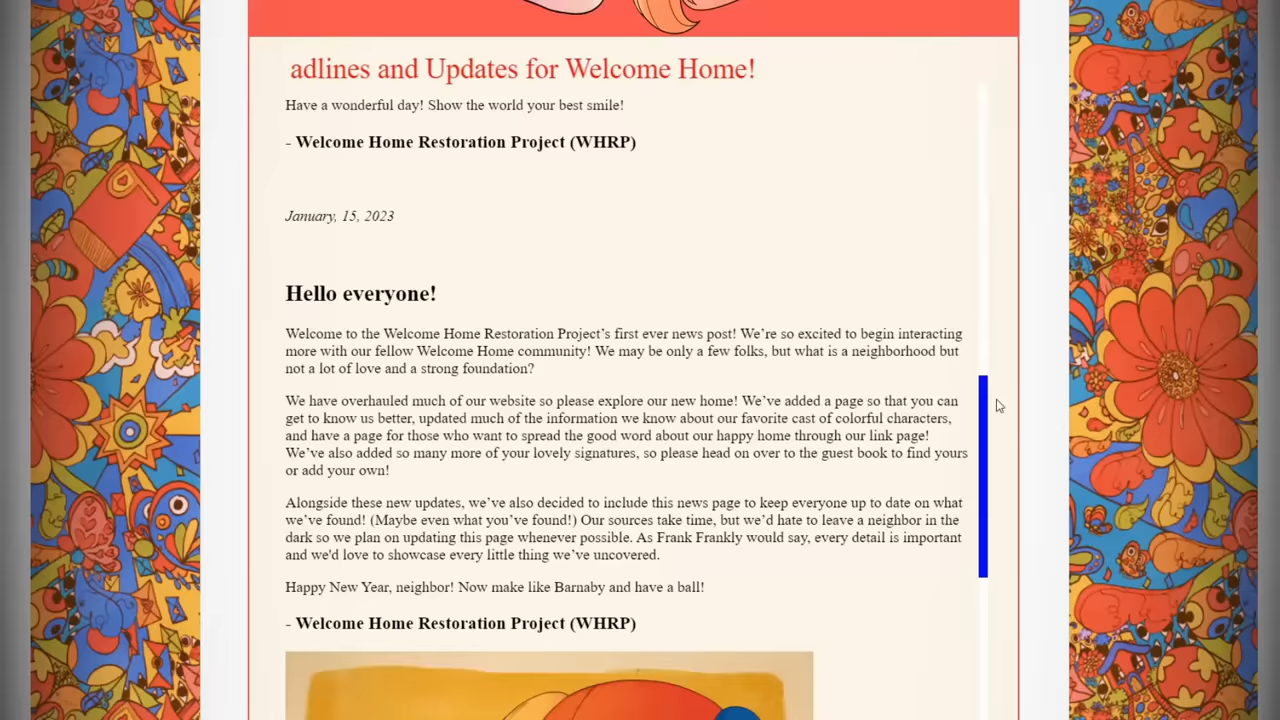 adlines and Updates for Welcome Home!
Have a wonderful day! Show the world your best smile!
- Welcome Home Restoration Project (WHRP)
January, 15, 2023
Hello everyone!
Welcome to the Welcome Home Restoration Project’s first ever news post! We’re so excited to begin interacting
more with our fellow Welcome Home community! We may be only a few folks, but what is a neighborhood but
not a lot of love and a strong foundation?
We have overhauled much of our website so please explore our new home! We’ve added a page so that you can
get to know us better, updated much of the information we know about our favorite cast of colorful characters,
and have a page for those who want to spread the good word about our happy home through our link page!
We’ve also added so many more of your lovely signatures, so please head on over to the guest book to find yours
or add your own!
Alongside these new updates, we’ve also decided to include this news page to keep everyone up to date on what
we’ve found! (Maybe even what you’ve found!) Our sources take time, but we’d hate to leave a neighbor in the
dark so we plan on updating this page whenever possible. As Frank Frankly would say, every detail is important
and we'd love to showcase every little thing we’ve uncovered.
Happy New Year, neighbor! Now make like Barnaby and have a ball!
- Welcome Home Restoration Project (WHRP)